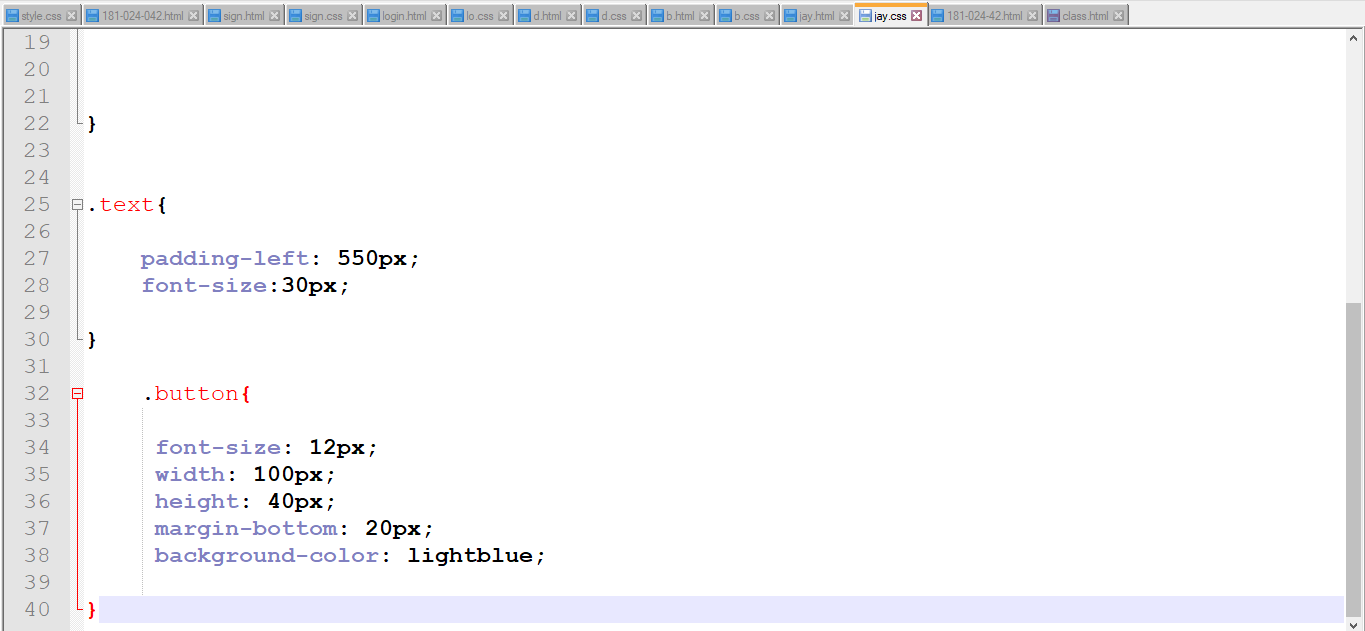 style.css 181-024-042.html sign.html sign.css login.html lo.css d.html d.css b.html b.css jay.html jay.css 181-024-42.html class.html
19
20
21
22 }
23
24
25 .text{
26
27 padding-left: 550px;
28 font-size:30px;
29
30 }
31
32 .button{
33
34 font-size: 12px;
35 width: 100px;
36 height: 40px;
37 margin-bottom: 20px;
38 background-color: lightblue;
39
40 }